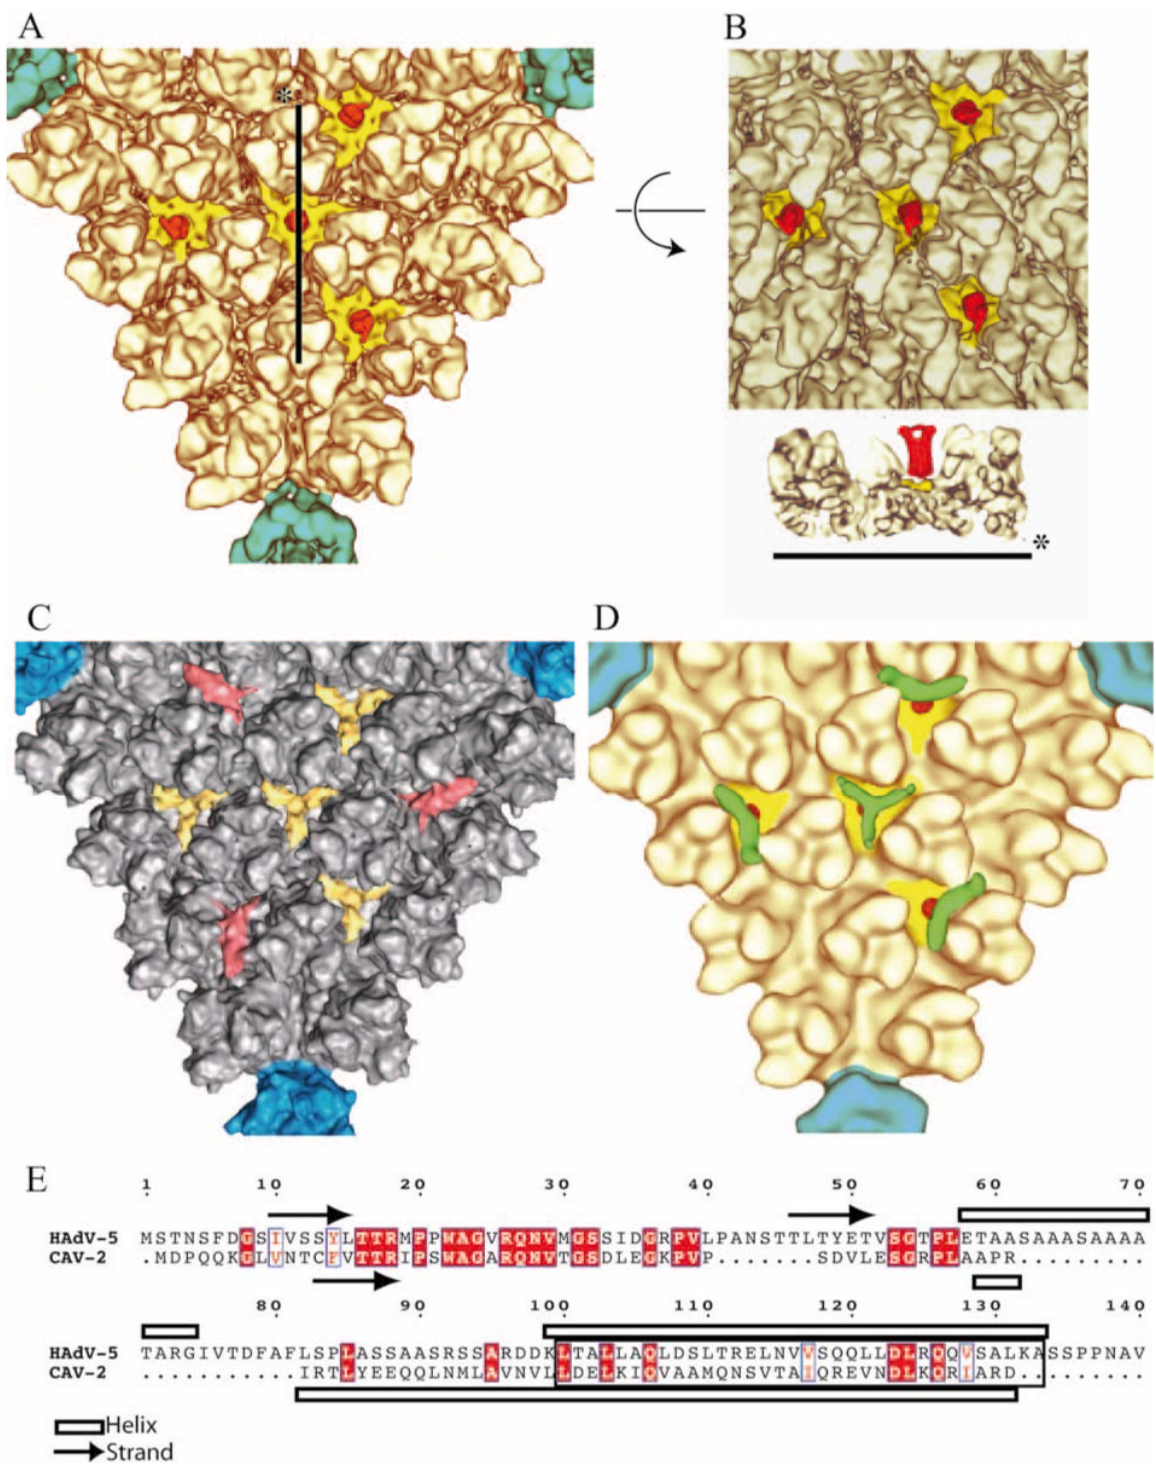 A
B
*
*
C
D
E
1 10 20 30 40 50 60 70
HAdV-5 MSTNSFDGSIVSSYLTTRMPPWAGVRQNVMGSSIDGRPVLPANSTTLTYETVSGTPLETAASAAASAAAA
CAV-2 .MDPQQKGLVNTCFVTTRIPSWAGARQNVTGSDLEGKPVP.......SDVLESGRPLAAPR.........
80 90 100 110 120 130 140
HAdV-5 TARGIVTDFAFLSPLASSAASRSSARDDKLTALLAQLDSLTRELNVVSQQLLDLRQQVSALKASSPPNAV
CAV-2 ...........IRTLYEEQQLNMLAVNVLLDELKIQVAAMQNSVTAIQREVNDLKQRIARD.........
Helix
Strand